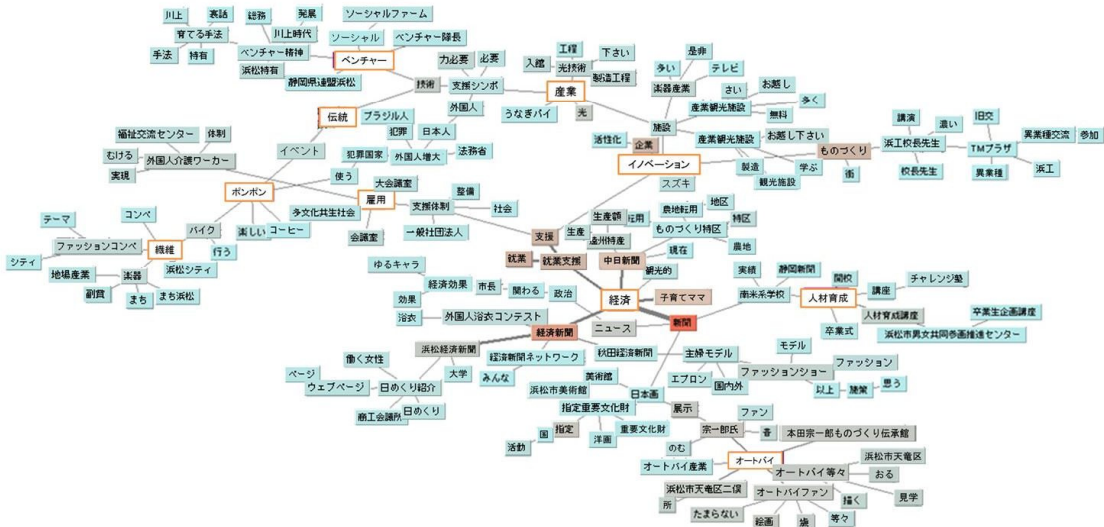 川上
裏話
育てる手法
手法
特有
総務
発展
川上時代
ベンチャー精神
浜松特有
ソーシャルファーム
ソーシャル
ベンチャー隊長
ベンチャー
静岡県連盟浜松
技術
力必要
必要
支援シンポ
外国人
日本人
ブラジル人
犯罪
外国人増大
法務省
犯罪国家
使う
伝統
イベント
入館
工程
光技術
下さい
製造工程
産業
うなぎパイ
光
多い
是非
テレビ
楽器産業
さい
お越し
産業観光施設
多く
無料
施設
産業観光施設
お越し下さい
学ぶ
製造
観光施設
活性化
企業
イノベーション
スズキ
ものづくり
街
講演
濃い
浜工校長先生
校長先生
旧交
TMプラザ
異業種交流
参加
異業種
浜工
福祉交流センター
体制
むける
外国人介護ワーカー
実現
ボンボン
楽しい
コーヒー
バイク
行う
テーマ
コンペ
ファッションコンペ
シティ
繊維
楽器
浜松シティ
地場産業
副賞
まち
まち浜松
大会議室
雇用
多文化共生社会
会議室
支援体制
整備
社会
一般社団法人
支援
就業
就業支援
生産額
生産
遠州特産
転用
農地転用
地区
特区
ものづくり特区
農地
現在
中日新聞
観光的
経済
子育てママ
新聞
ニュース
ゆるキャラ
経済効果
効果
市長
関わる
政治
浴衣
外国人浴衣コンテスト
経済新聞
浜松経済新聞
経済新聞ネットワーク
みんな
大学
働く女性
ページ
ウェブページ
日めくり紹介
商工会議所
日めくり
秋田経済新聞
主婦モデル
エプロン
国内外
モデル
ファッションショー
ファッション
以上
施策
思う
実績
静岡新聞
南米系学校
開校
人材育成
講座
チャレンジ塾
人材育成講座
卒業生企画講座
浜松市男女共同参画推進センター
卒業式
美術館
浜松市美術館
日本画
指定重要文化財
指定
国
活動
洋画
重要文化財
展示
宗一郎氏
ファン
音
のむ
本田宗一郎ものづくり伝承館
オートバイ
オートバイ産業
オートバイ等々
浜松市天竜区
おる
見学
浜松市天竜区二俣
所
オートバイファン
たまらない
絵画
描く
等々